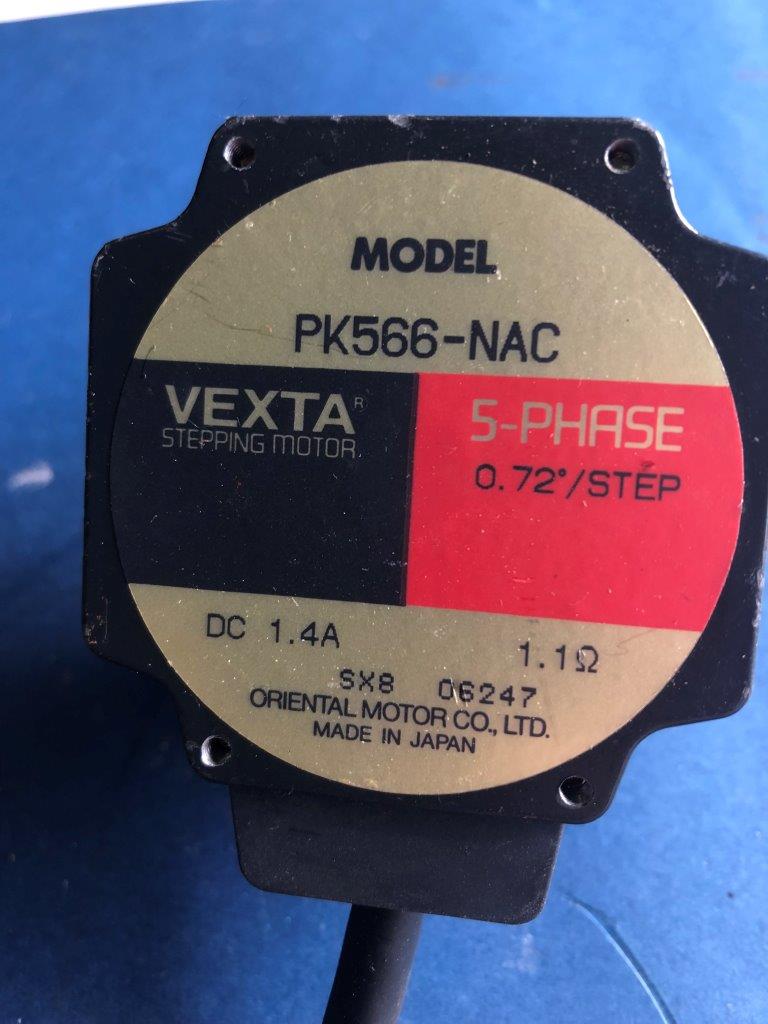 MODEL
PK566-NAC
VEXTA®
STEPPING MOTOR
5-PHASE
0.72°/STEP
DC 1.4A
1.1Ω
SX8 06247
ORIENTAL MOTOR CO., LTD.
MADE IN JAPAN